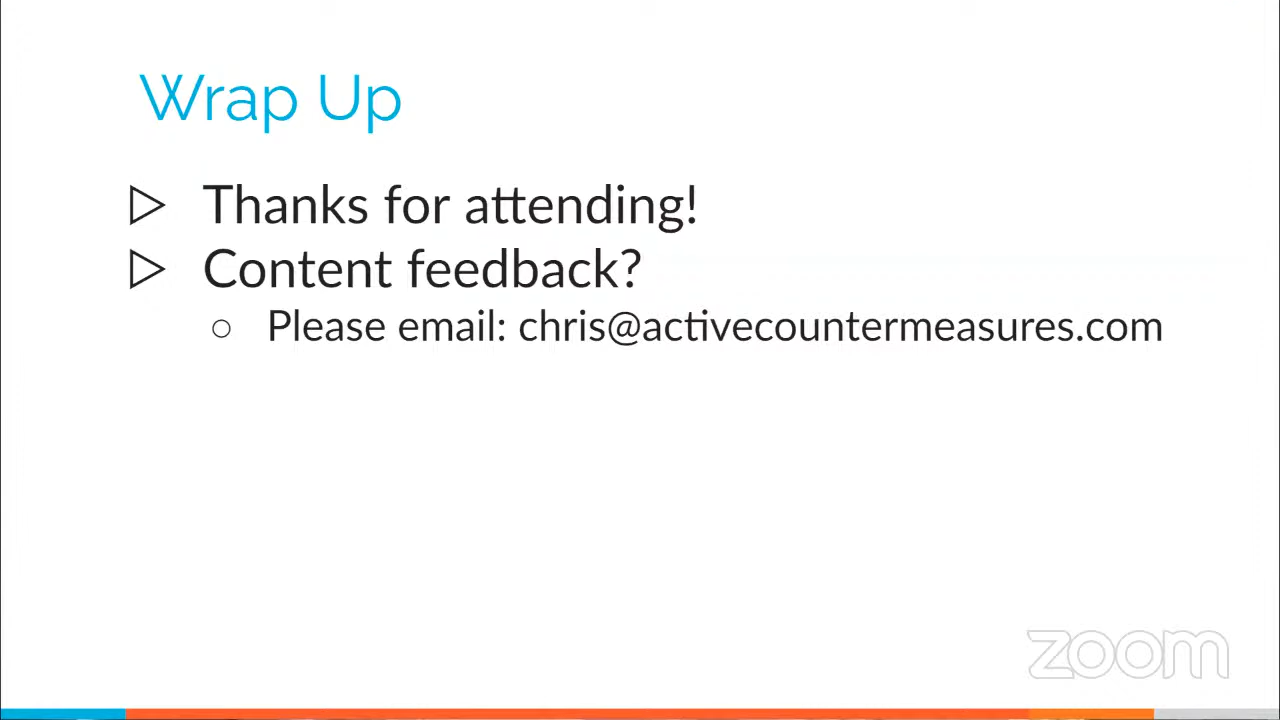 Wrap Up
▷ Thanks for attending!
▷ Content feedback?
○ Please email: chris@activecountermeasures.com
zoom